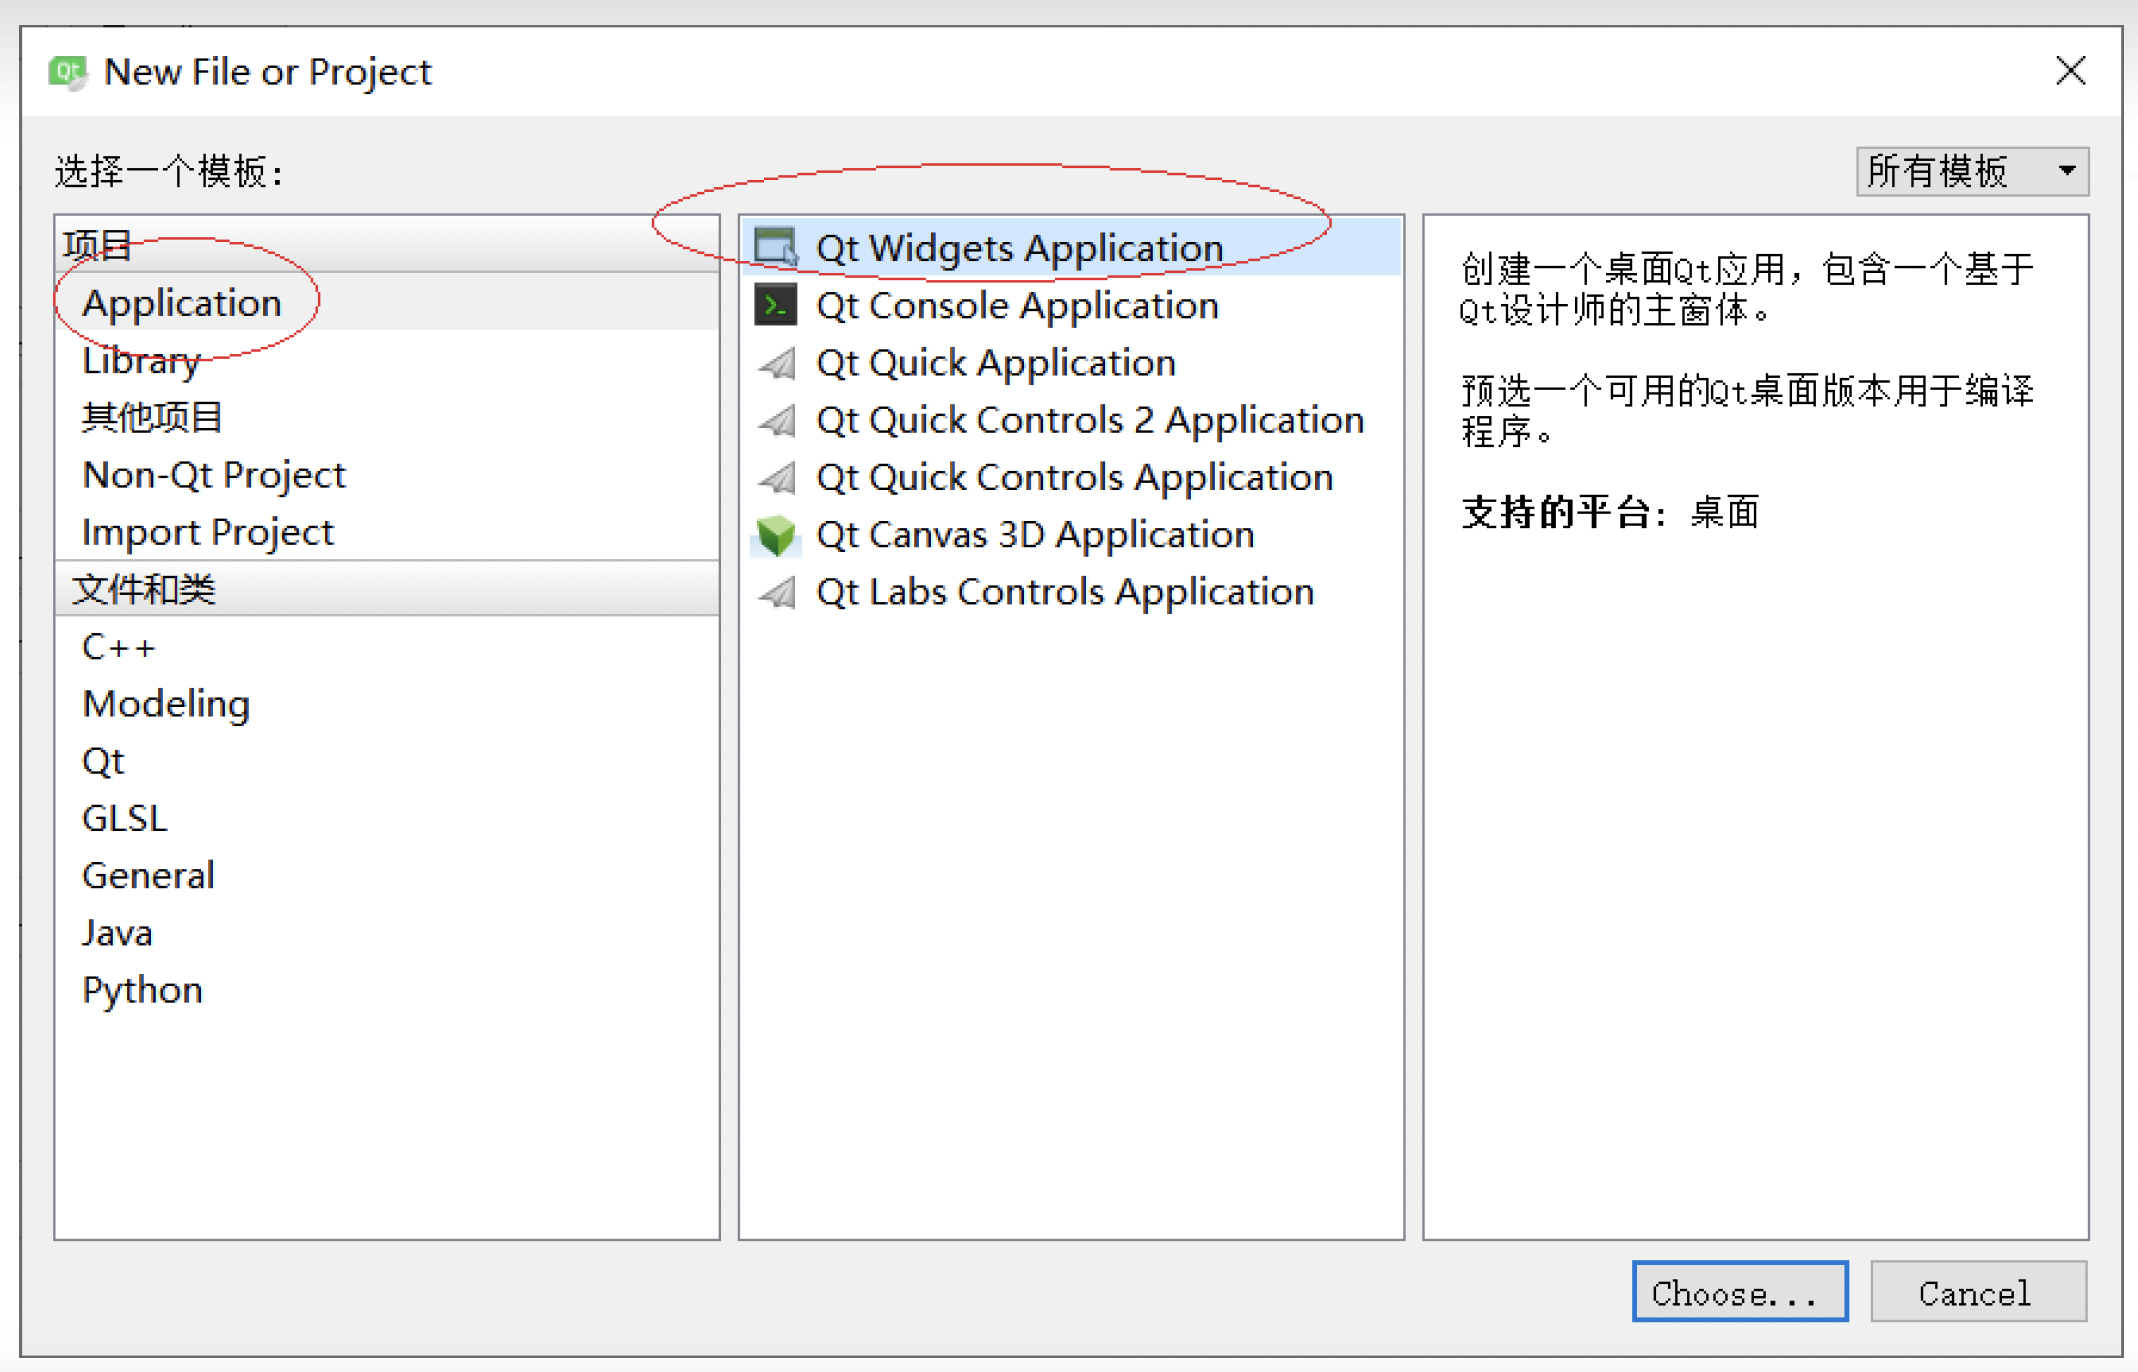 New File or Project
选择一个模板:
所有模板
项目
Application
Library
其他项目
Non-Qt Project
Import Project
文件和类
C++
Modeling
Qt
GLSL
General
Java
Python
Qt Widgets Application
Qt Console Application
Qt Quick Application
Qt Quick Controls 2 Application
Qt Quick Controls Application
Qt Canvas 3D Application
Qt Labs Controls Application
创建一个桌面Qt应用，包含一个基于
Qt设计师的主窗体。
预选一个可用的Qt桌面版本用于编译
程序。
支持的平台: 桌面
Choose...
Cancel